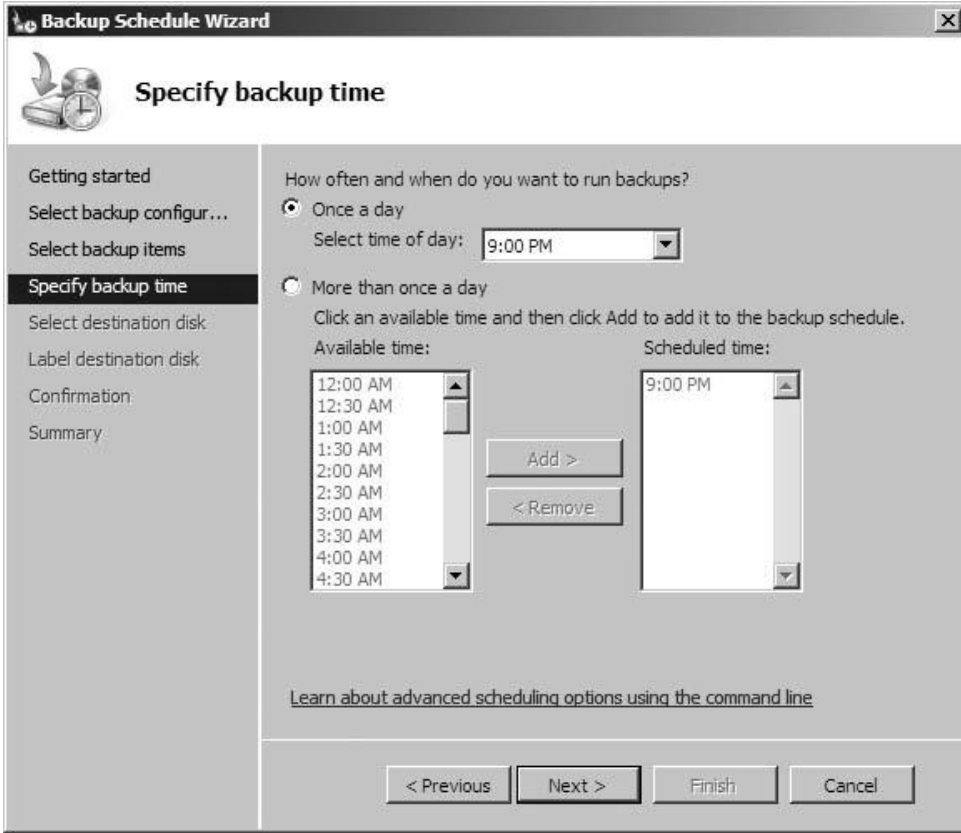 Backup Schedule Wizard
Specify backup time
Getting started
Select backup configur...
Select backup items
Specify backup time
Select destination disk
Label destination disk
Confirmation
Summary
How often and when do you want to run backups?
Once a day
Select time of day: 9:00 PM
More than once a day
Click an available time and then click Add to add it to the backup schedule.
Available time:
12:00 AM
12:30 AM
1:00 AM
1:30 AM
2:00 AM
2:30 AM
3:00 AM
3:30 AM
4:00 AM
4:30 AM
Add >
< Remove
Scheduled time:
9:00 PM
Learn about advanced scheduling options using the command line
< Previous Next > Finish Cancel